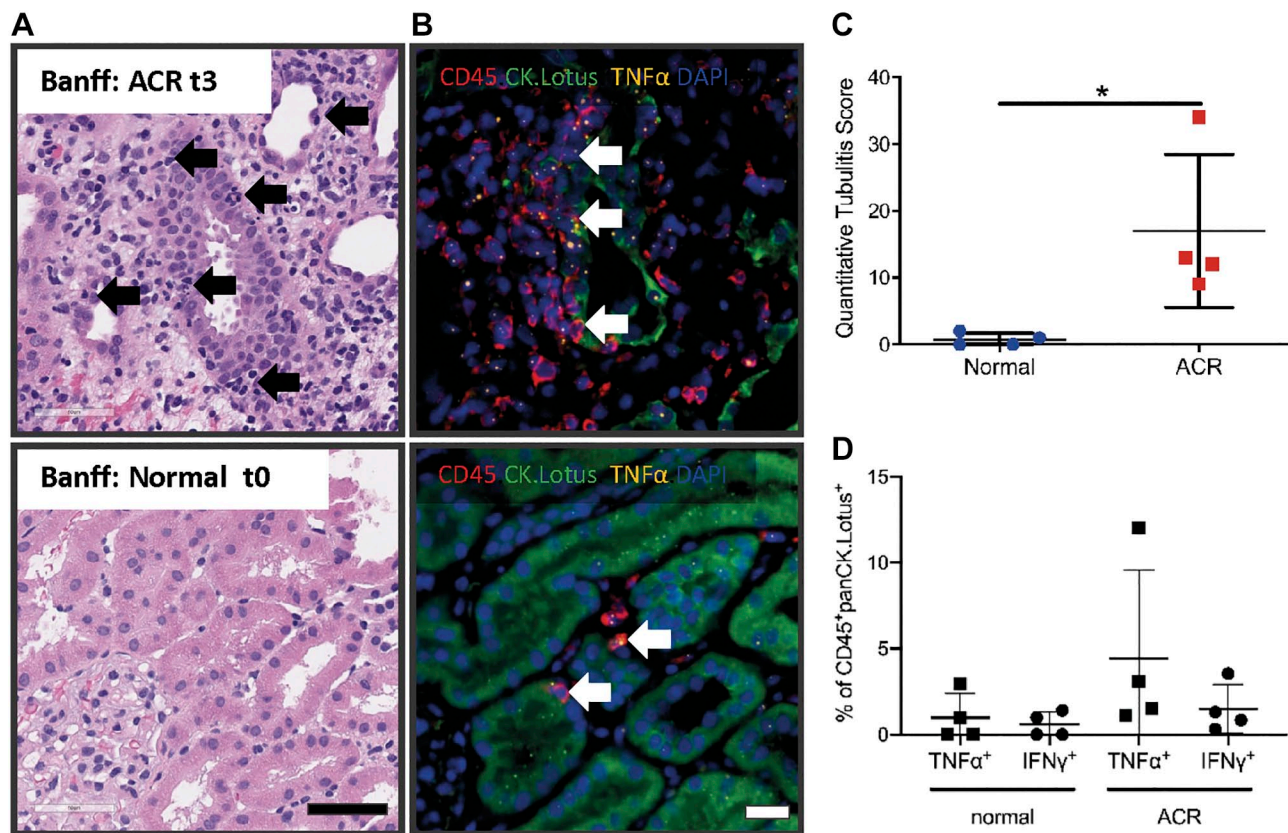 A
Banff: ACR t3
Banff: Normal t0
B
CD45 CK.Lotus TNFα DAPI
CD45 CK.Lotus TNFα DAPI
C
Quantitative Tubulitis Score
40
30
20
10
0
*
Normal ACR
D
% of CD45⁺panCK.Lotus⁺
15
10
5
0
TNFα⁺ IFNγ⁺ TNFα⁺ IFNγ⁺
normal ACR